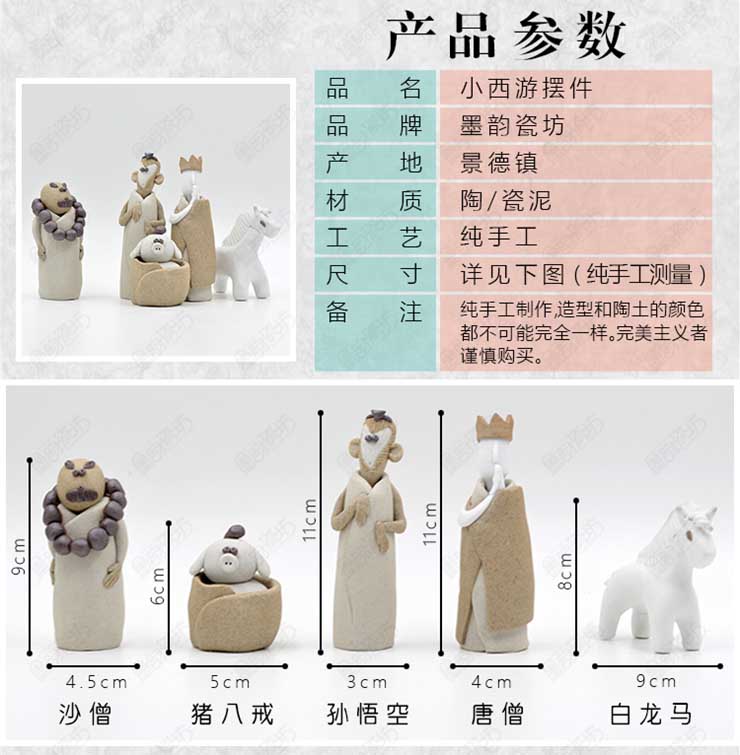 产品参数
品名 小西游摆件
品牌 墨韵瓷坊
产地 景德镇
材质 陶/瓷泥
工艺 纯手工
尺寸 详见下图(纯手工测量)
备注 纯手工制作,造型和陶土的颜色
都不可能完全一样。完美主义者
谨慎购买。
9cm
6cm
11cm
11cm
8cm
4.5cm 5cm 3cm 4cm 9cm
沙僧 猪八戒 孙悟空 唐僧 白龙马